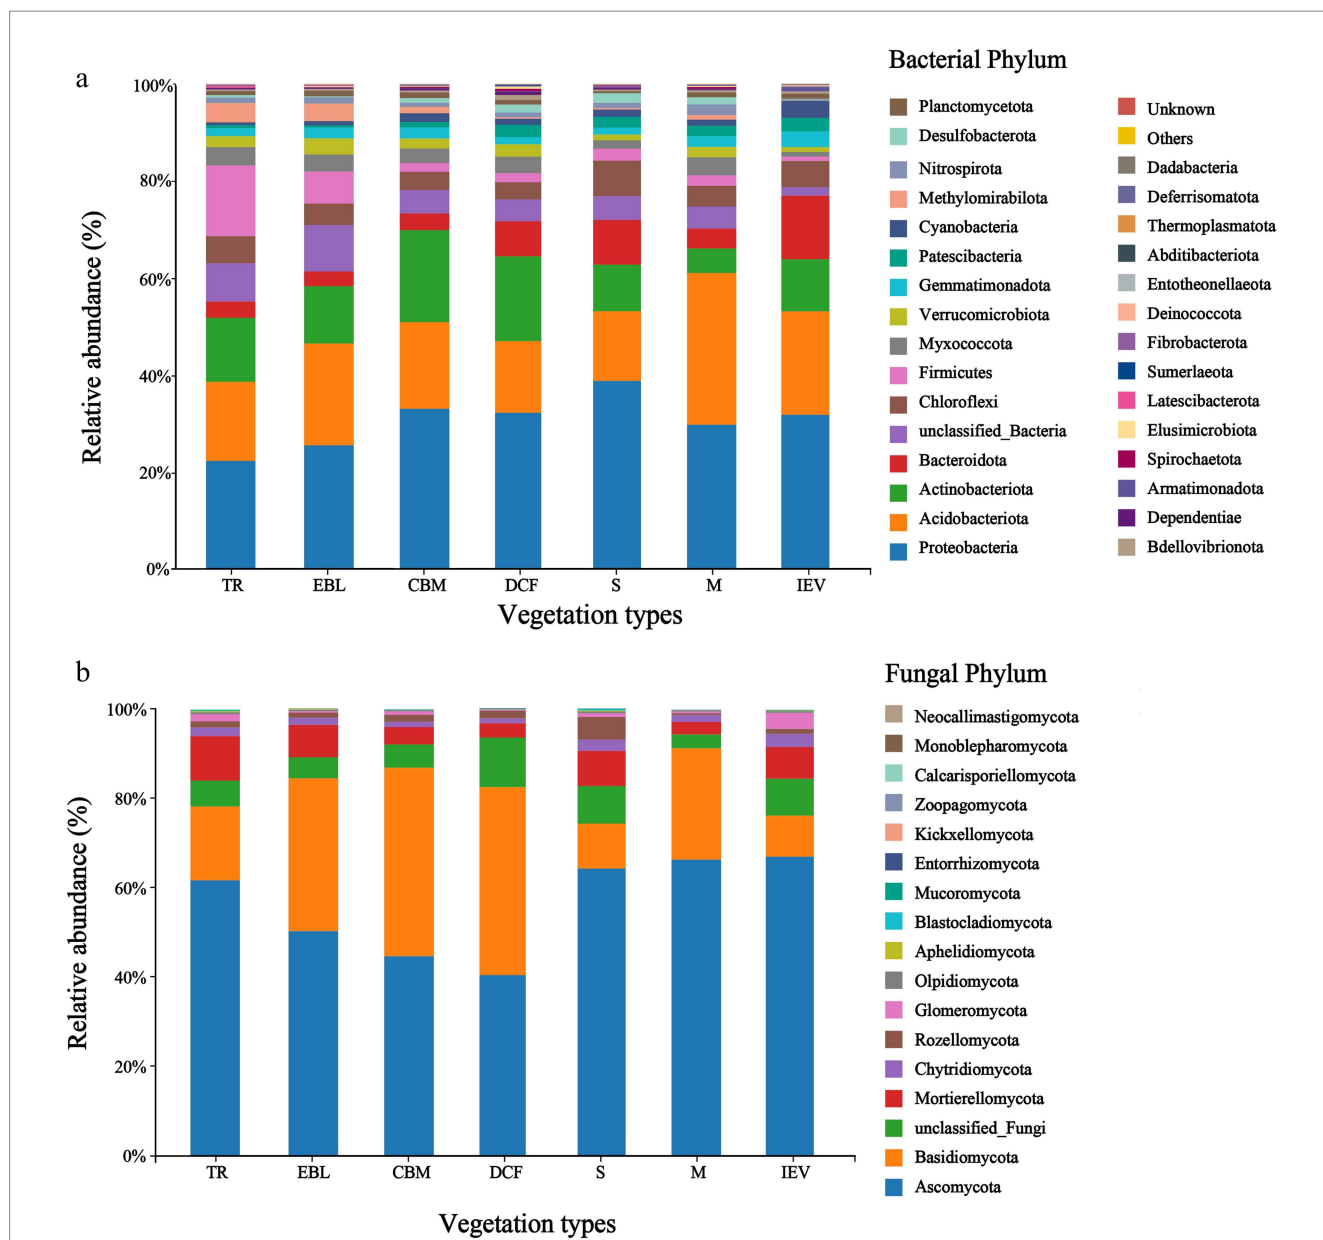 a
Relative abundance (%)
100%
80%
60%
40%
20%
0%
TR EBL CBM DCF S M IEV
Vegetation types
Bacterial Phylum
Planctomycetota
Desulfobacterota
Nitrospirota
Methylomirabilota
Cyanobacteria
Patescibacteria
Gemmatimonadota
Verrucomicrobiota
Myxococcota
Firmicutes
Chloroflexi
unclassified_Bacteria
Bacteroidota
Actinobacteriota
Acidobacteriota
Proteobacteria
Unknown
Others
Dadabacteria
Deferrisomatota
Thermoplasmatota
Abditibacteriota
Entotheonellaeota
Deinococcota
Fibrobacterota
Sumerlaeota
Latescibacterota
Elusimicrobiota
Spirochaetota
Armatimonadota
Dependentiae
Bdellovibrionota
b
Relative abundance (%)
100%
80%
60%
40%
20%
0%
TR EBL CBM DCF S M IEV
Vegetation types
Fungal Phylum
Neocallimastigomycota
Monoblepharomycota
Calcarisporiellomycota
Zoopagomycota
Kickxellomycota
Entorrhizomycota
Mucoromycota
Blastocladiomycota
Aphelidiomycota
Olpidiomycota
Glomeromycota
Rozellomycota
Chytridiomycota
Mortierellomycota
unclassified_Fungi
Basidiomycota
Ascomycota